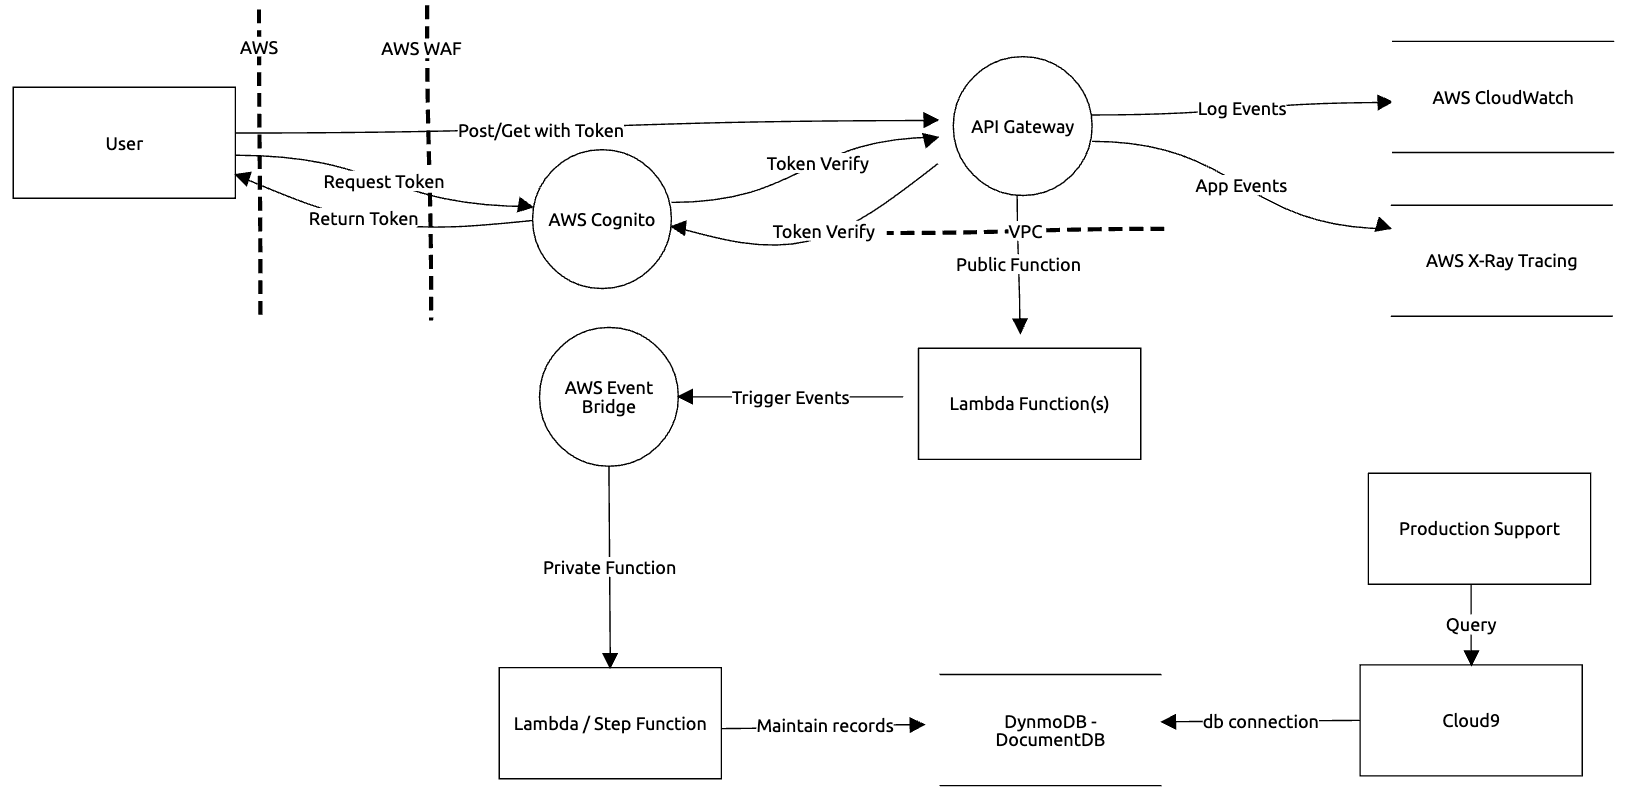 AWS
AWS WAF
User
Post/Get with Token
API Gateway
Log Events
AWS CloudWatch
Token Verify
Request Token
App Events
Return Token
AWS Cognito
Token Verify
VPC
Public Function
AWS X-Ray Tracing
AWS Event
Bridge
Trigger Events
Lambda Function(s)
Production Support
Private Function
Query
Lambda / Step Function
Maintain records
DynmoDB -
DocumentDB
db connection
Cloud9